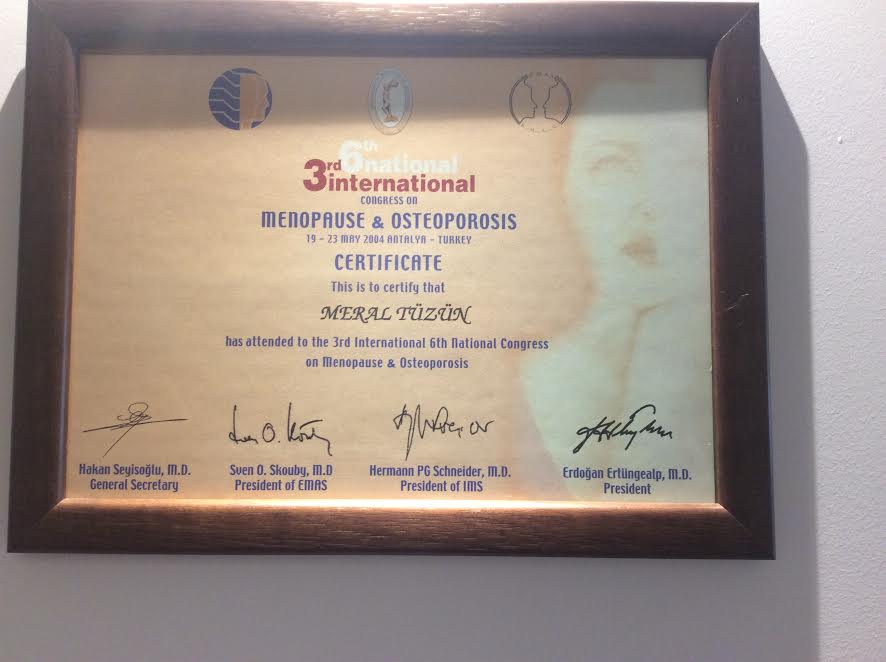 6th national
3rd international
CONGRESS ON
MENOPAUSE & OSTEOPOROSIS
19 - 23 MAY 2004 ANTALYA - TURKEY
CERTIFICATE
This is to certify that
MERAL TÜZÜN
has attended to the 3rd International 6th National Congress
on Menopause & Osteoporosis
Hakan Seyisoğlu, M.D.
General Secretary
Sven O. Skouby, M.D
President of EMAS
Hermann PG Schneider, M.D.
President of IMS
Erdoğan Ertüngealp, M.D.
President